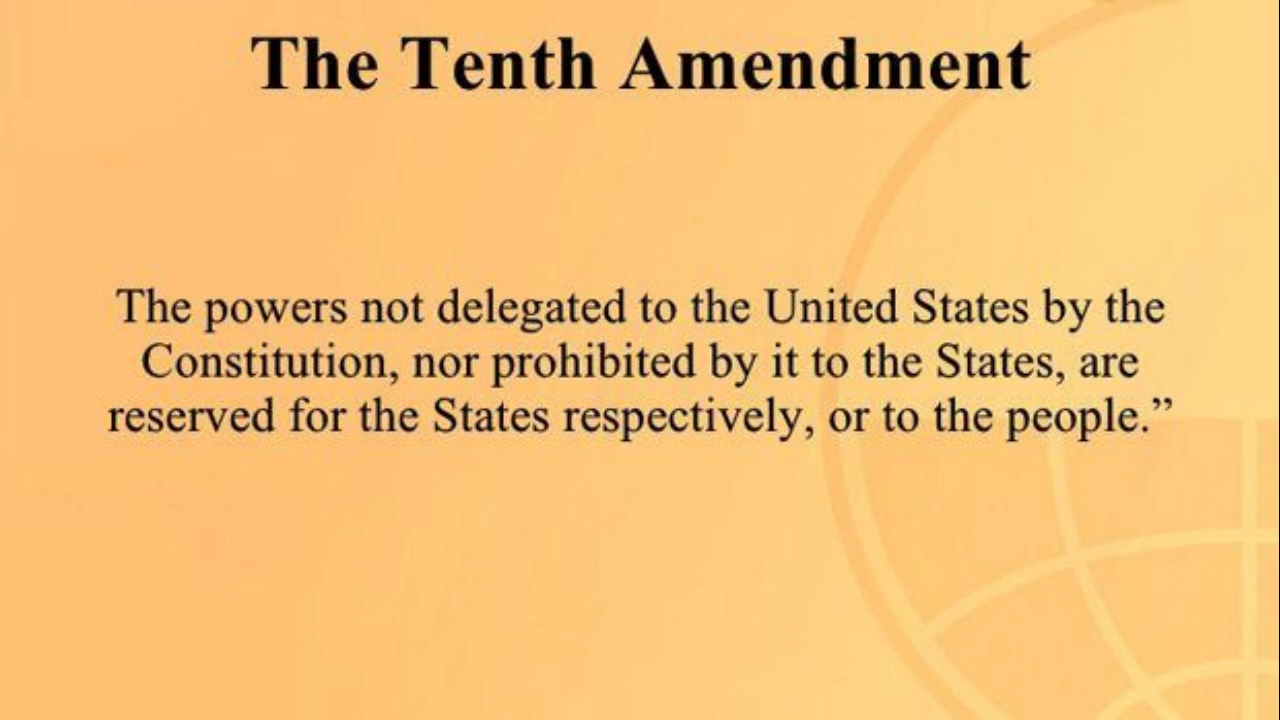 The Tenth Amendment
The powers not delegated to the United States by the
Constitution, nor prohibited by it to the States, are
reserved for the States respectively, or to the people.”